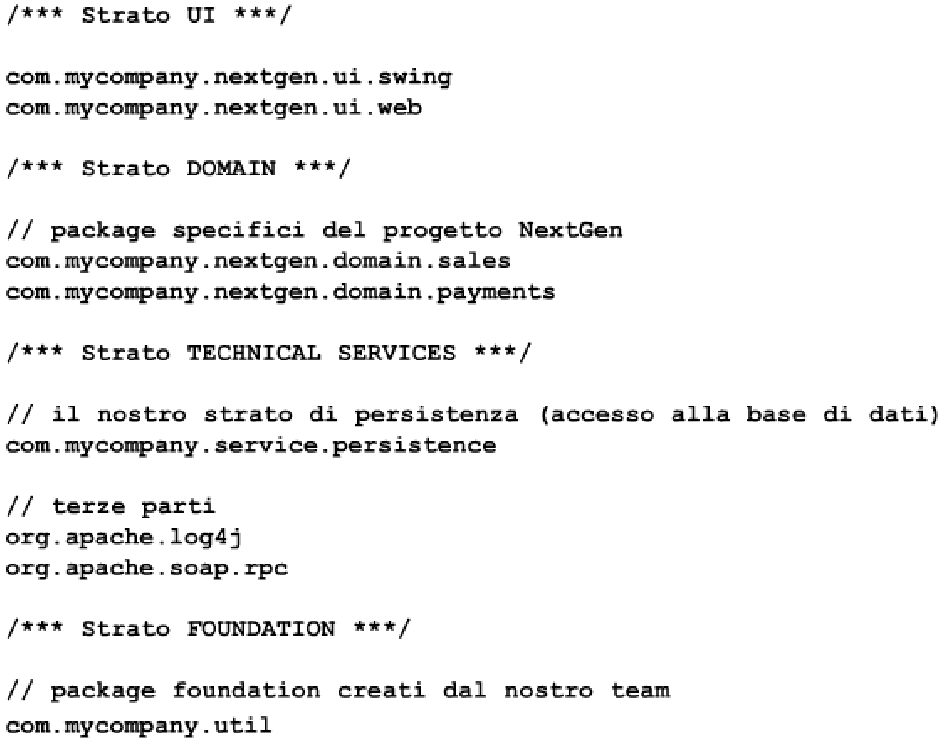 /*** Strato UI ***/
com.mycompany.nextgen.ui.swing
com.mycompany.nextgen.ui.web
/*** Strato DOMAIN ***/
// package specifici del progetto NextGen
com.mycompany.nextgen.domain.sales
com.mycompany.nextgen.domain.payments
/*** Strato TECHNICAL SERVICES ***/
// il nostro strato di persistenza (accesso alla base di dati)
com.mycompany.service.persistence
// terze parti
org.apache.log4j
org.apache.soap.rpc
/*** Strato FOUNDATION ***/
// package foundation creati dal nostro team
com.mycompany.util